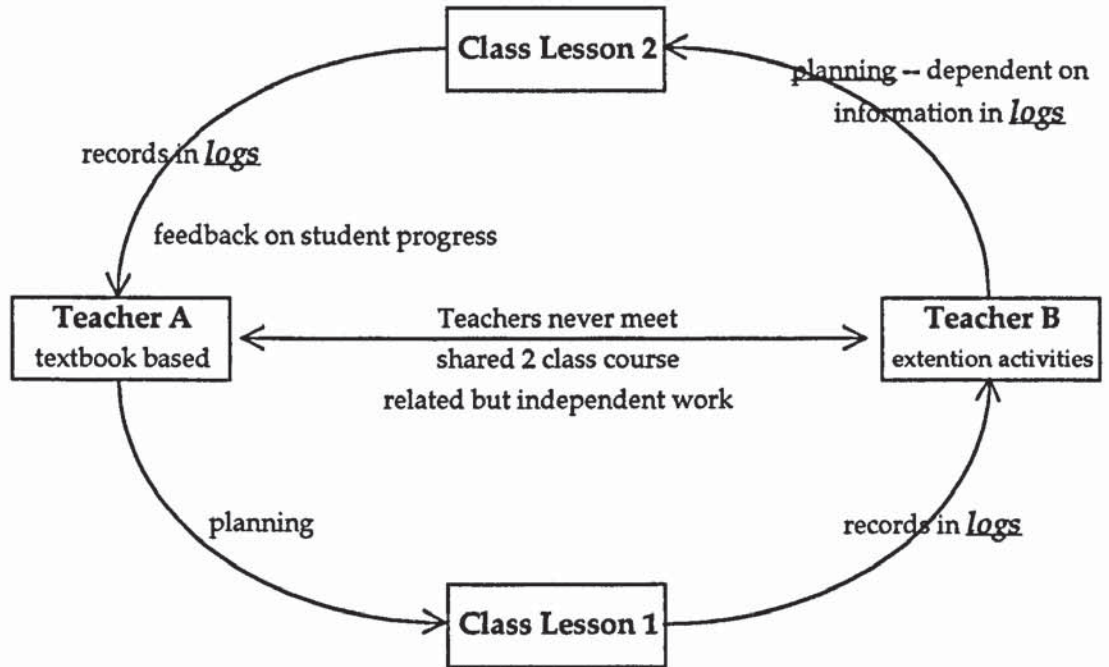 Class Lesson 2
planning -- dependent on
information in logs
records in logs
feedback on student progress
Teacher A
textbook based
Teachers never meet
shared 2 class course
related but independent work
Teacher B
extention activities
planning
records in logs
Class Lesson 1